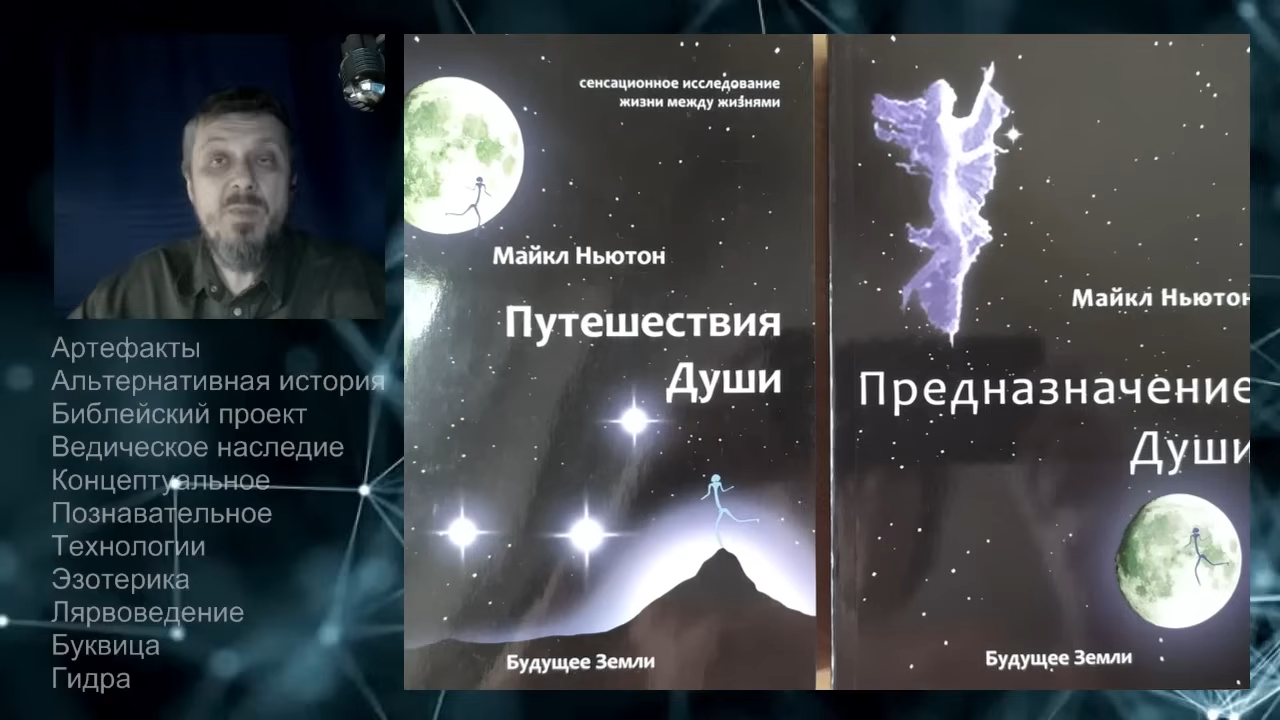 Артефакты
Альтернативная история
Библейский проект
Ведическое наследие
Концептуальное
Познавательное
Технологии
Эзотерика
Лярвоведение
Буквица
Гидра
сенсационное исследование
жизни между жизнями
Майкл Ньютон
Путешествия
Души
Будущее Земли
Майкл Ньютон
Предназначение
Души
Будущее Земли